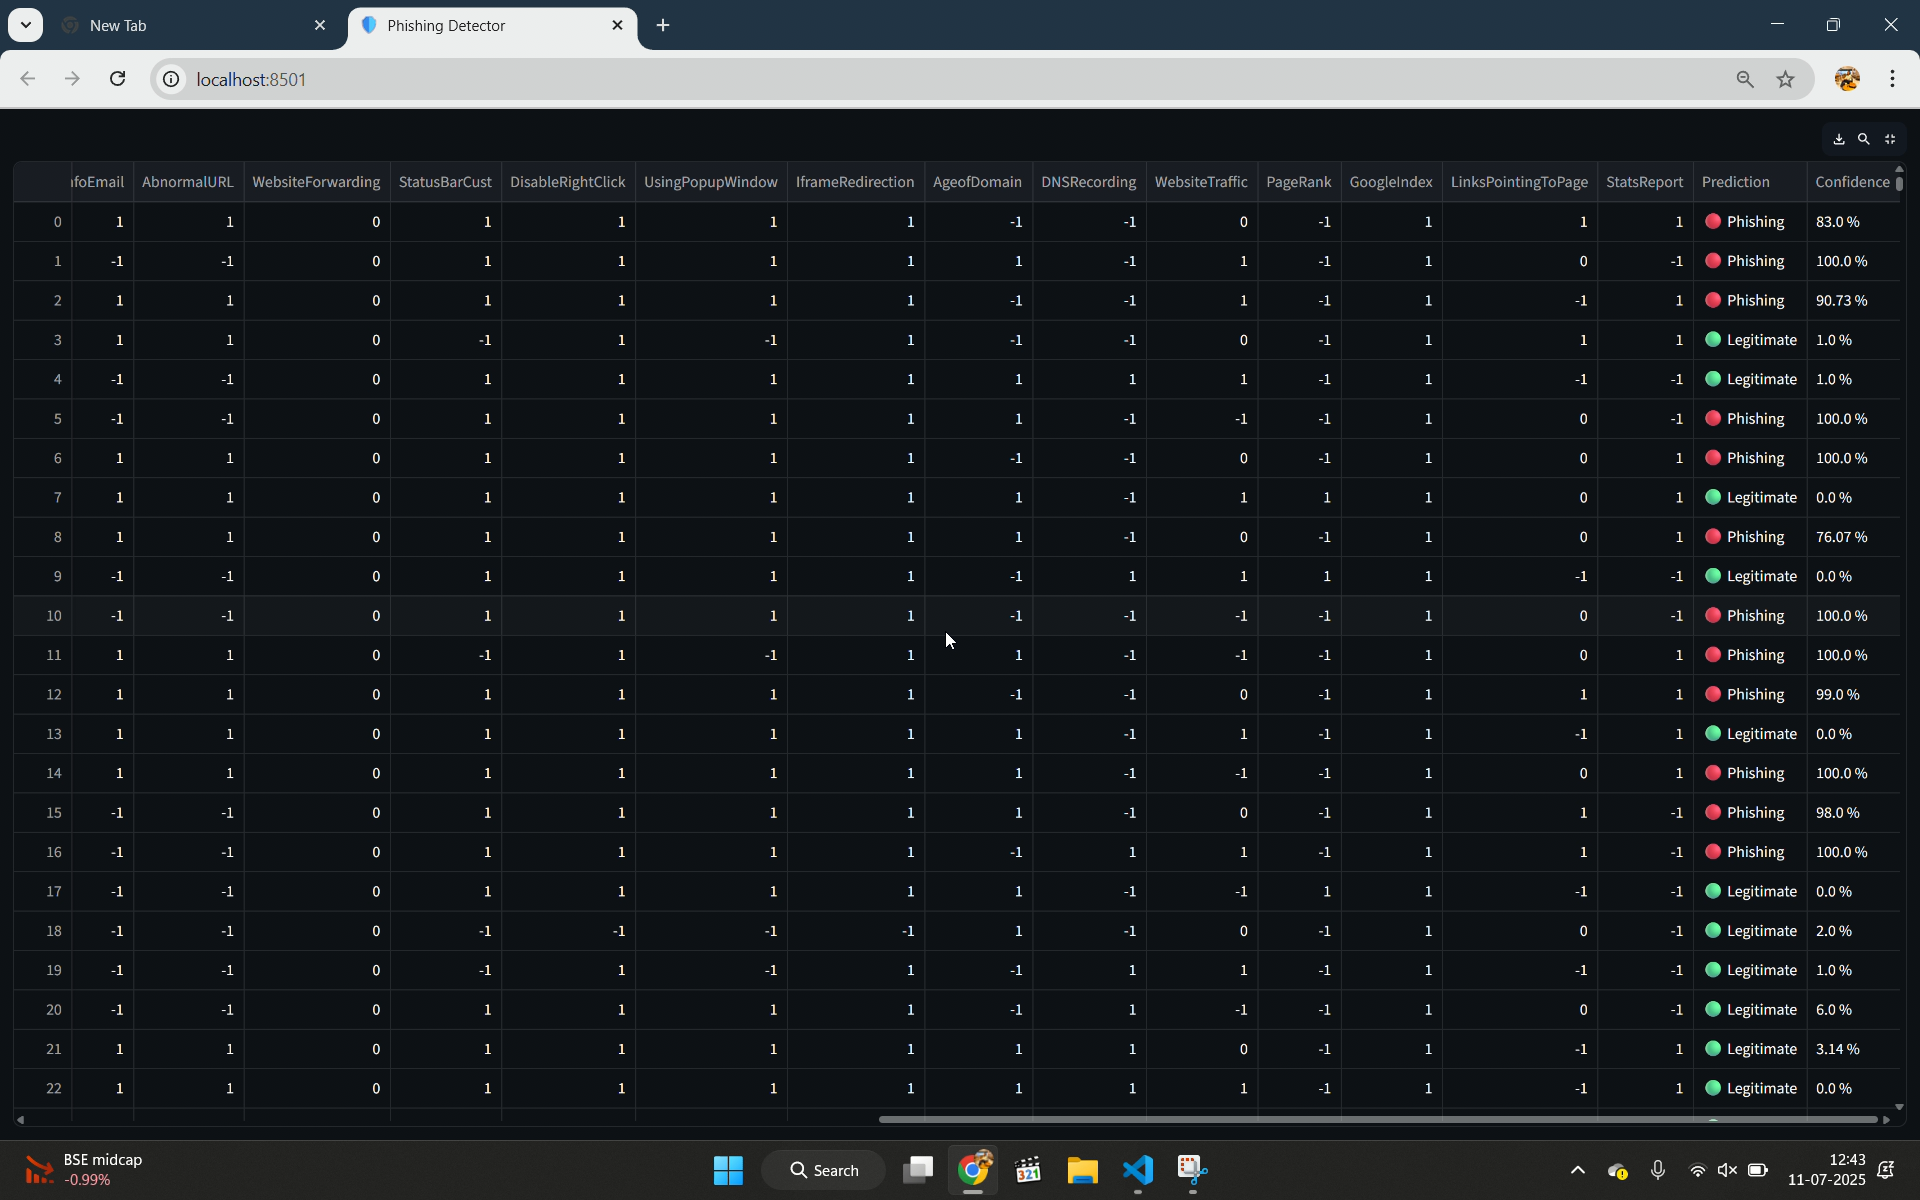 New Tab
Phishing Detector
localhost:8501
foEmail AbnormalURL WebsiteForwarding StatusBarCust DisableRightClick UsingPopupWindow IframeRedirection AgeofDomain DNSRecording WebsiteTraffic PageRank GoogleIndex LinksPointingToPage StatsReport Prediction Confidence
0 1 1 0 1 1 1 1 -1 -1 0 -1 1 1 1 Phishing 83.0 %
1 -1 -1 0 1 1 1 1 1 -1 1 -1 1 0 -1 Phishing 100.0 %
2 1 1 0 1 1 1 1 -1 -1 1 -1 1 -1 1 Phishing 90.73 %
3 1 1 0 -1 1 -1 1 -1 -1 0 -1 1 1 1 Legitimate 1.0 %
4 -1 -1 0 1 1 1 1 1 1 1 -1 1 -1 -1 Legitimate 1.0 %
5 -1 -1 0 1 1 1 1 1 -1 -1 -1 1 0 -1 Phishing 100.0 %
6 1 1 0 1 1 1 1 -1 -1 0 -1 1 0 1 Phishing 100.0 %
7 1 1 0 1 1 1 1 1 -1 1 1 1 0 1 Legitimate 0.0 %
8 1 1 0 1 1 1 1 1 -1 0 -1 1 0 1 Phishing 76.07 %
9 -1 -1 0 1 1 1 1 -1 1 1 1 1 -1 -1 Legitimate 0.0 %
10 -1 -1 0 1 1 1 1 -1 -1 -1 -1 1 0 -1 Phishing 100.0 %
11 1 1 0 -1 1 -1 1 1 -1 -1 -1 1 0 1 Phishing 100.0 %
12 1 1 0 1 1 1 1 -1 -1 0 -1 1 1 1 Phishing 99.0 %
13 1 1 0 1 1 1 1 1 -1 1 -1 1 -1 1 Legitimate 0.0 %
14 1 1 0 1 1 1 1 1 -1 -1 -1 1 0 1 Phishing 100.0 %
15 -1 -1 0 1 1 1 1 1 -1 0 -1 1 1 -1 Phishing 98.0 %
16 -1 -1 0 1 1 1 1 -1 1 1 -1 1 1 -1 Phishing 100.0 %
17 -1 -1 0 1 1 1 1 1 -1 -1 1 1 -1 -1 Legitimate 0.0 %
18 -1 -1 0 -1 -1 -1 -1 1 -1 0 -1 1 0 -1 Legitimate 2.0 %
19 -1 -1 0 -1 1 -1 1 -1 1 1 -1 1 -1 -1 Legitimate 1.0 %
20 -1 -1 0 1 1 1 1 -1 1 -1 -1 1 0 -1 Legitimate 6.0 %
21 1 1 0 1 1 1 1 1 1 0 -1 1 -1 1 Legitimate 3.14 %
22 1 1 0 1 1 1 1 1 1 1 -1 1 -1 1 Legitimate 0.0 %
BSE midcap
-0.99%
Search
321
12:43
11-07-2025